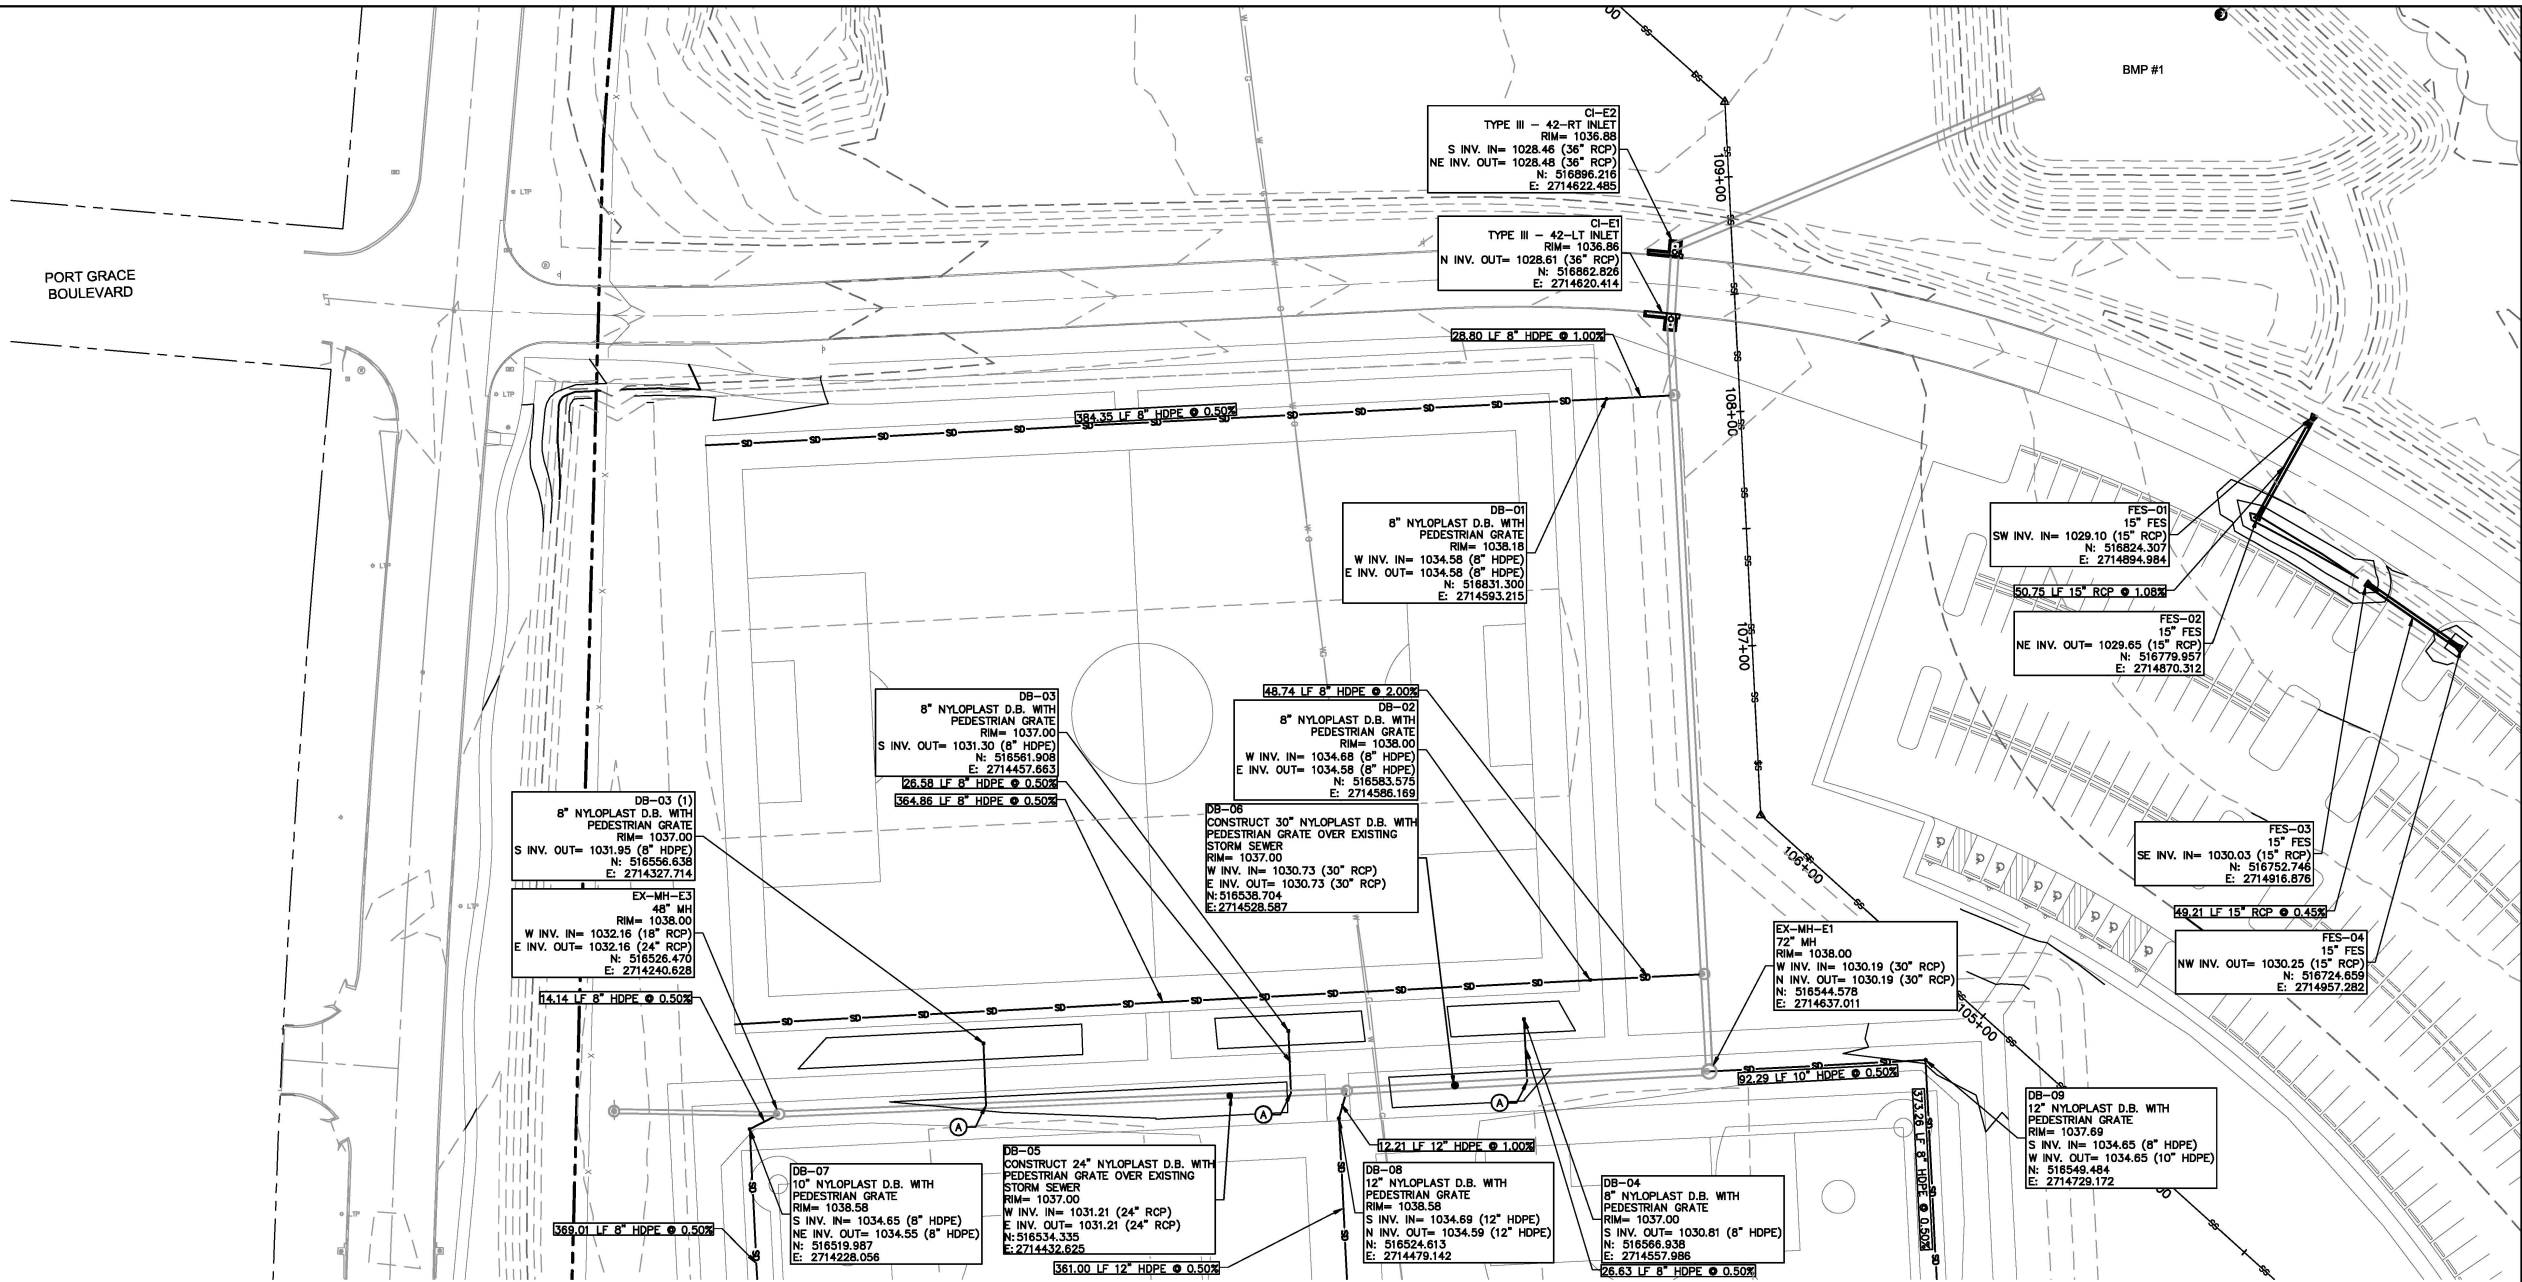 BMP #1
PORT GRACE
BOULEVARD
CI-E2
TYPE III - 42-RT INLET
RIM= 1036.88
S INV. IN= 1028.46 (36" RCP)
NE INV. OUT= 1028.48 (36" RCP)
N: 516896.216
E: 2714622.485
CI-E1
TYPE III - 42-LT INLET
RIM= 1036.86
N INV. OUT= 1028.61 (36" RCP)
N: 516862.826
E: 2714620.414
28.80 LF 8" HDPE @ 1.00%
384.35 LF 8" HDPE @ 0.50%
109+00
108+00
107+00
106+00
105+00
DB-01
8" NYLOPLAST D.B. WITH
PEDESTRIAN GRATE
RIM= 1038.18
W INV. IN= 1034.58 (8" HDPE)
E INV. OUT= 1034.58 (8" HDPE)
N: 516831.300
E: 2714593.215
FES-01
15" FES
SW INV. IN= 1029.10 (15" RCP)
N: 516824.307
E: 2714894.984
50.75 LF 15" RCP @ 1.08%
FES-02
15" FES
NE INV. OUT= 1029.65 (15" RCP)
N: 516779.957
E: 2714870.312
DB-03
8" NYLOPLAST D.B. WITH
PEDESTRIAN GRATE
RIM= 1037.00
S INV. OUT= 1031.30 (8" HDPE)
N: 516561.908
E: 2714457.663
26.58 LF 8" HDPE @ 0.50%
364.86 LF 8" HDPE @ 0.50%
48.74 LF 8" HDPE @ 2.00%
DB-02
8" NYLOPLAST D.B. WITH
PEDESTRIAN GRATE
RIM= 1038.00
W INV. IN= 1034.68 (8" HDPE)
E INV. OUT= 1034.58 (8" HDPE)
N: 516583.575
E: 2714586.169
DB-06
CONSTRUCT 30" NYLOPLAST D.B. WITH
PEDESTRIAN GRATE OVER EXISTING
STORM SEWER
RIM= 1037.00
W INV. IN= 1030.73 (30" RCP)
E INV. OUT= 1030.73 (30" RCP)
N: 516538.704
E: 2714528.587
DB-03 (1)
8" NYLOPLAST D.B. WITH
PEDESTRIAN GRATE
RIM= 1037.00
S INV. OUT= 1031.95 (8" HDPE)
N: 516556.638
E: 2714327.714
EX-MH-E3
48" MH
RIM= 1038.00
W INV. IN= 1032.16 (18" RCP)
E INV. OUT= 1032.16 (24" RCP)
N: 516526.470
E: 2714240.628
14.14 LF 8" HDPE @ 0.50%
FES-03
15" FES
SE INV. IN= 1030.03 (15" RCP)
N: 516752.746
E: 2714916.876
49.21 LF 15" RCP @ 0.45%
FES-04
15" FES
NW INV. OUT= 1030.25 (15" RCP)
N: 516724.659
E: 2714957.282
EX-MH-E1
72" MH
RIM= 1038.00
W INV. IN= 1030.19 (30" RCP)
N INV. OUT= 1030.19 (30" RCP)
N: 516544.578
E: 2714637.011
92.29 LF 10" HDPE @ 0.50%
373.26 LF 8" HDPE @ 0.50%
DB-09
12" NYLOPLAST D.B. WITH
PEDESTRIAN GRATE
RIM= 1037.69
S INV. IN= 1034.65 (8" HDPE)
W INV. OUT= 1034.65 (10" HDPE)
N: 516549.484
E: 2714729.172
A
A
A
12.21 LF 12" HDPE @ 1.00%
DB-07
10" NYLOPLAST D.B. WITH
PEDESTRIAN GRATE
RIM= 1038.58
S INV. IN= 1034.65 (8" HDPE)
NE INV. OUT= 1034.55 (8" HDPE)
N: 516519.987
E: 2714228.056
369.01 LF 8" HDPE @ 0.50%
DB-05
CONSTRUCT 24" NYLOPLAST D.B. WITH
PEDESTRIAN GRATE OVER EXISTING
STORM SEWER
RIM= 1037.00
W INV. IN= 1031.21 (24" RCP)
E INV. OUT= 1031.21 (24" RCP)
N: 516534.335
E: 2714432.625
361.00 LF 12" HDPE @ 0.50%
DB-08
12" NYLOPLAST D.B. WITH
PEDESTRIAN GRATE
RIM= 1038.58
S INV. IN= 1034.69 (12" HDPE)
N INV. OUT= 1034.59 (12" HDPE)
N: 516524.613
E: 2714479.142
DB-04
8" NYLOPLAST D.B. WITH
PEDESTRIAN GRATE
RIM= 1037.00
S INV. OUT= 1030.81 (8" HDPE)
N: 516566.938
E: 2714557.986
26.63 LF 8" HDPE @ 0.50%